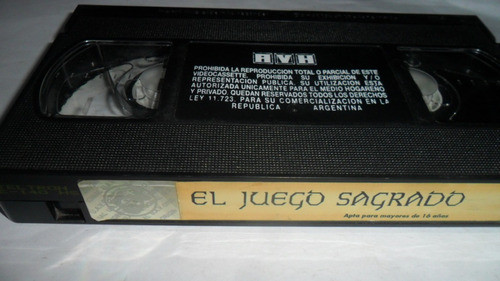 AVH
PROHIBIDA LA REPRODUCCION TOTAL O PARCIAL DE ESTE
VIDEOCASSETTE. PROHIBIDA SU EXHIBICION Y/O
REPRESENTACION PUBLICA. SU UTILIZACION ESTA
AUTORIZADA UNICAMENTE PARA EL MEDIO HOGAREÑO
Y PRIVADO. QUEDAN RESERVADOS TODOS LOS DERECHOS
LEY 11.723. PARA SU COMERCIALIZACION EN LA
REPUBLICA ARGENTINA
EL JUEGO SAGRADO
Apta para mayores de 16 años